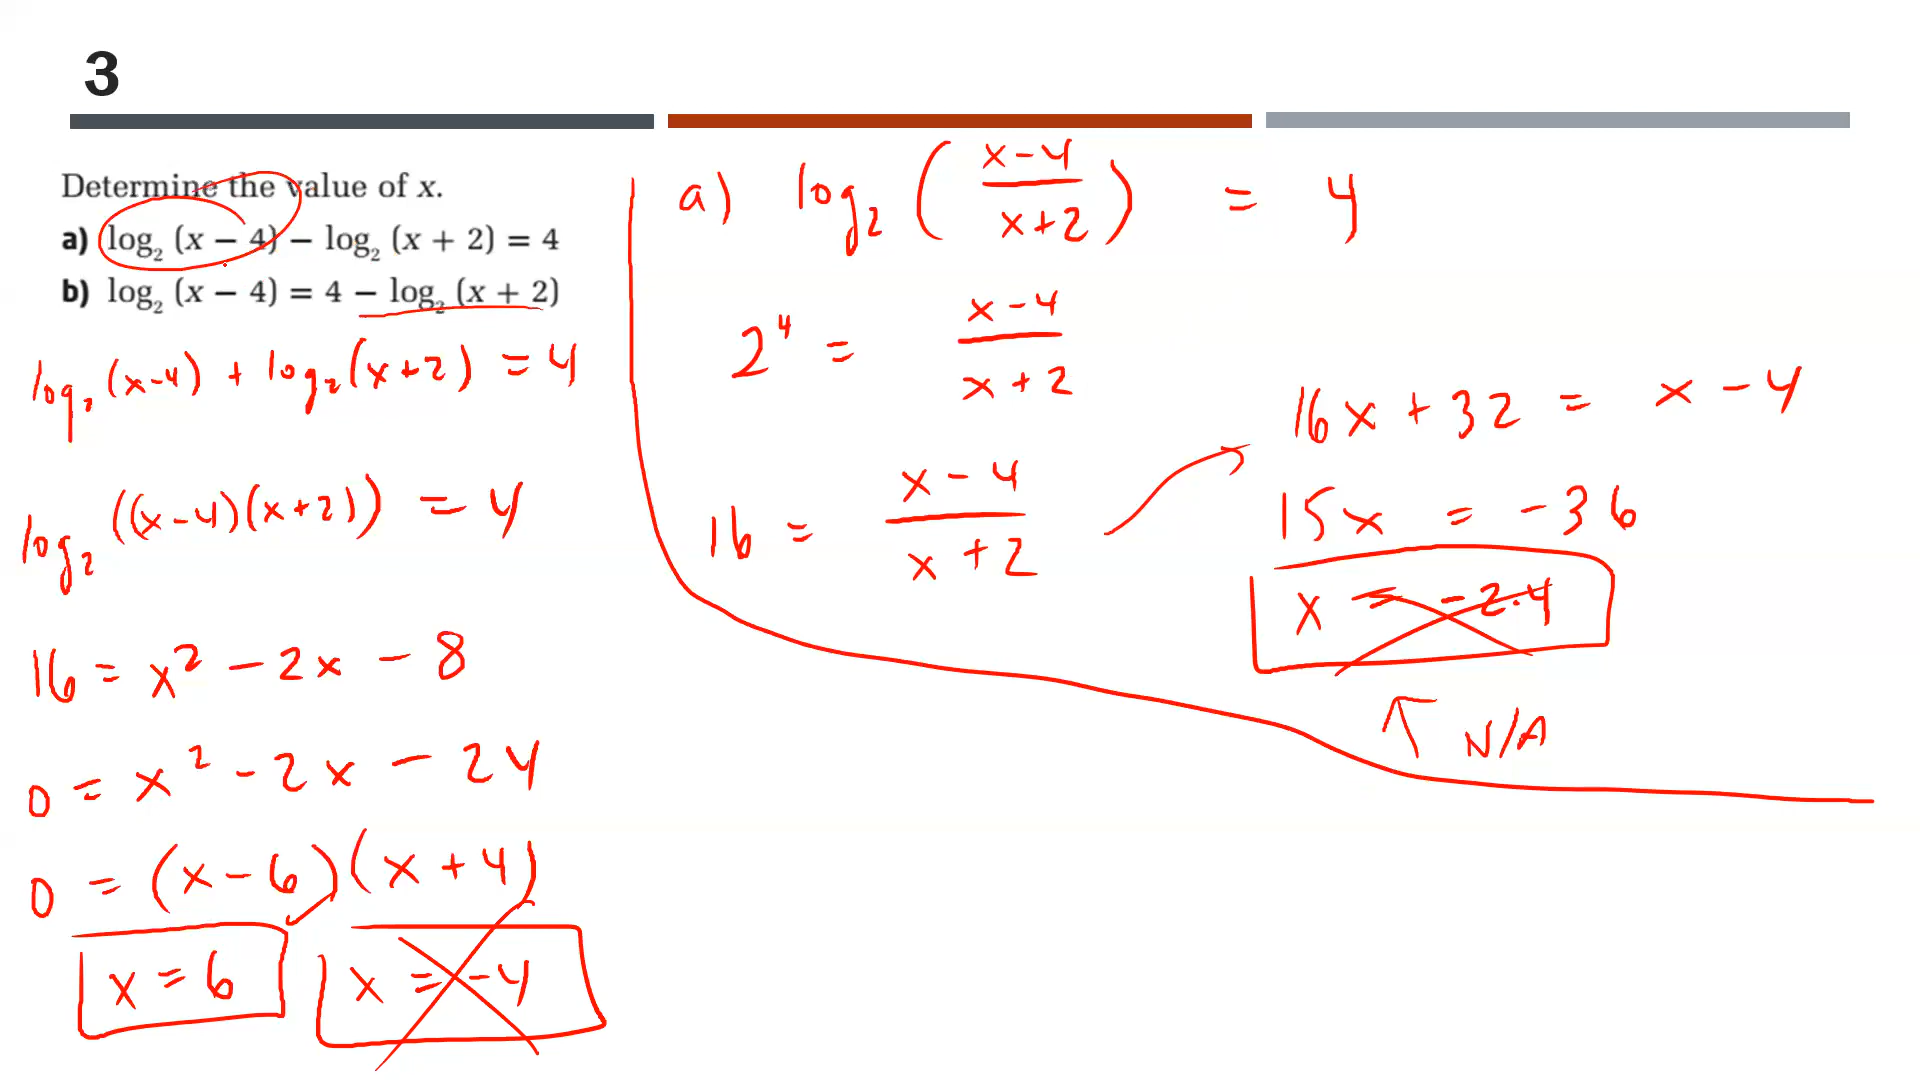 3
Determine the value of x.
a) log₂ (x − 4) − log₂ (x + 2) = 4
b) log₂ (x − 4) = 4 − log₂ (x + 2)
log₂ (x-4) + log₂ (x+2) = 4
log₂ ((x-4)(x+2)) = 4
16 = x² - 2x - 8
0 = x² - 2x - 24
0 = (x-6)(x+4)
x = 6 x = -4
a) log₂ (x-4 / x+2) = 4
2⁴ = x-4 / x+2
16 = x-4 / x+2
16x + 32 = x - 4
15x = -36
x = -2.4
N/A